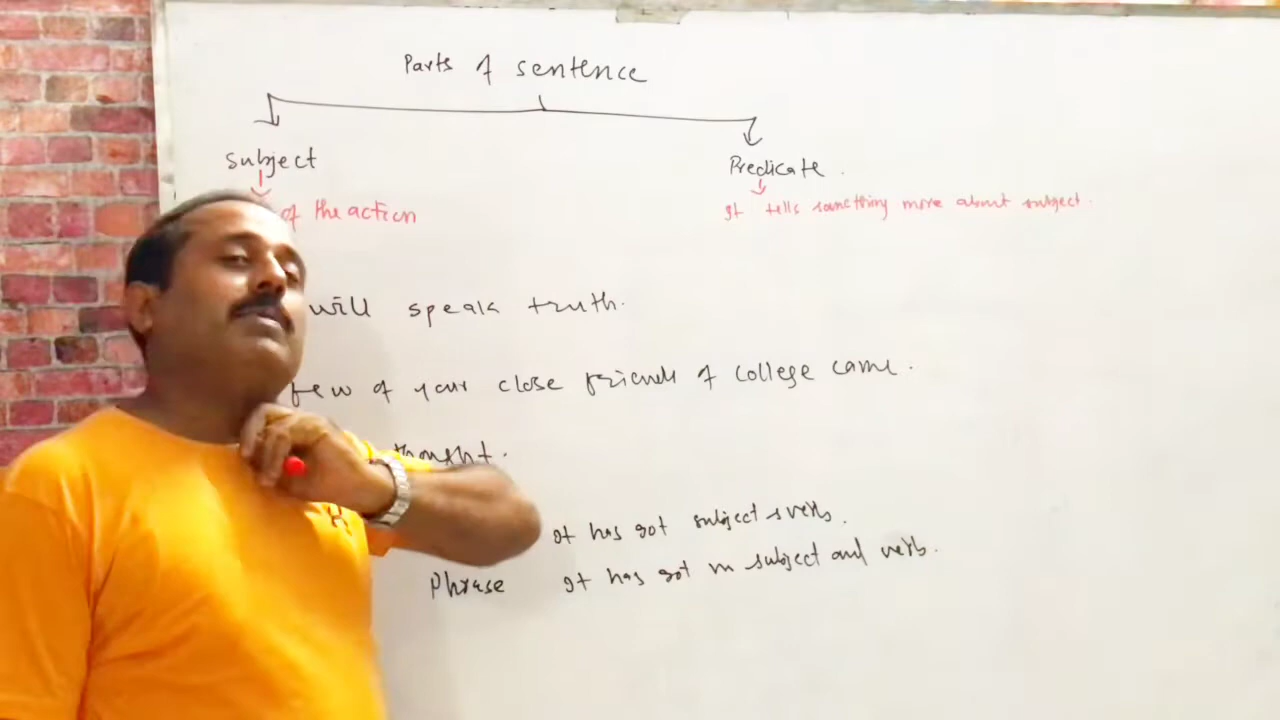 Parts of sentence
Subject
Predicate.
of the action
It tells something more about subject.
will speak truth.
few of your close friends of college came.
thought.
It has got subject & verb.
Phrase It has got no subject and verb.